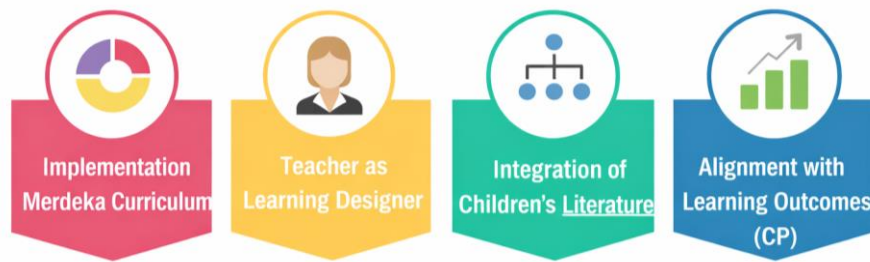 Implementation
Merdeka Curriculum
Teacher as
Learning Designer
Integration of
Children's Literature
Alignment with
Learning Outcomes
(CP)